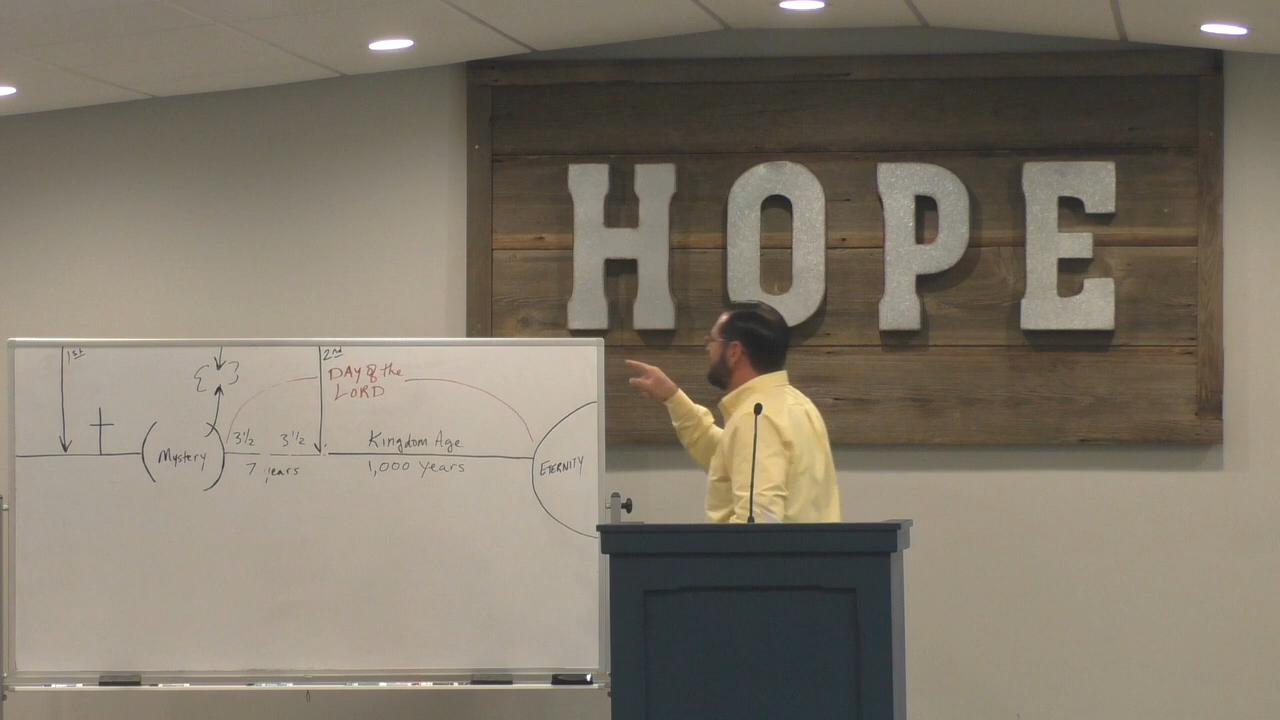 HOPE
1st
2nd
DAY of the
LORD
3½ 3½
Kingdom Age
Mystery
7 years
1,000 years
ETERNITY